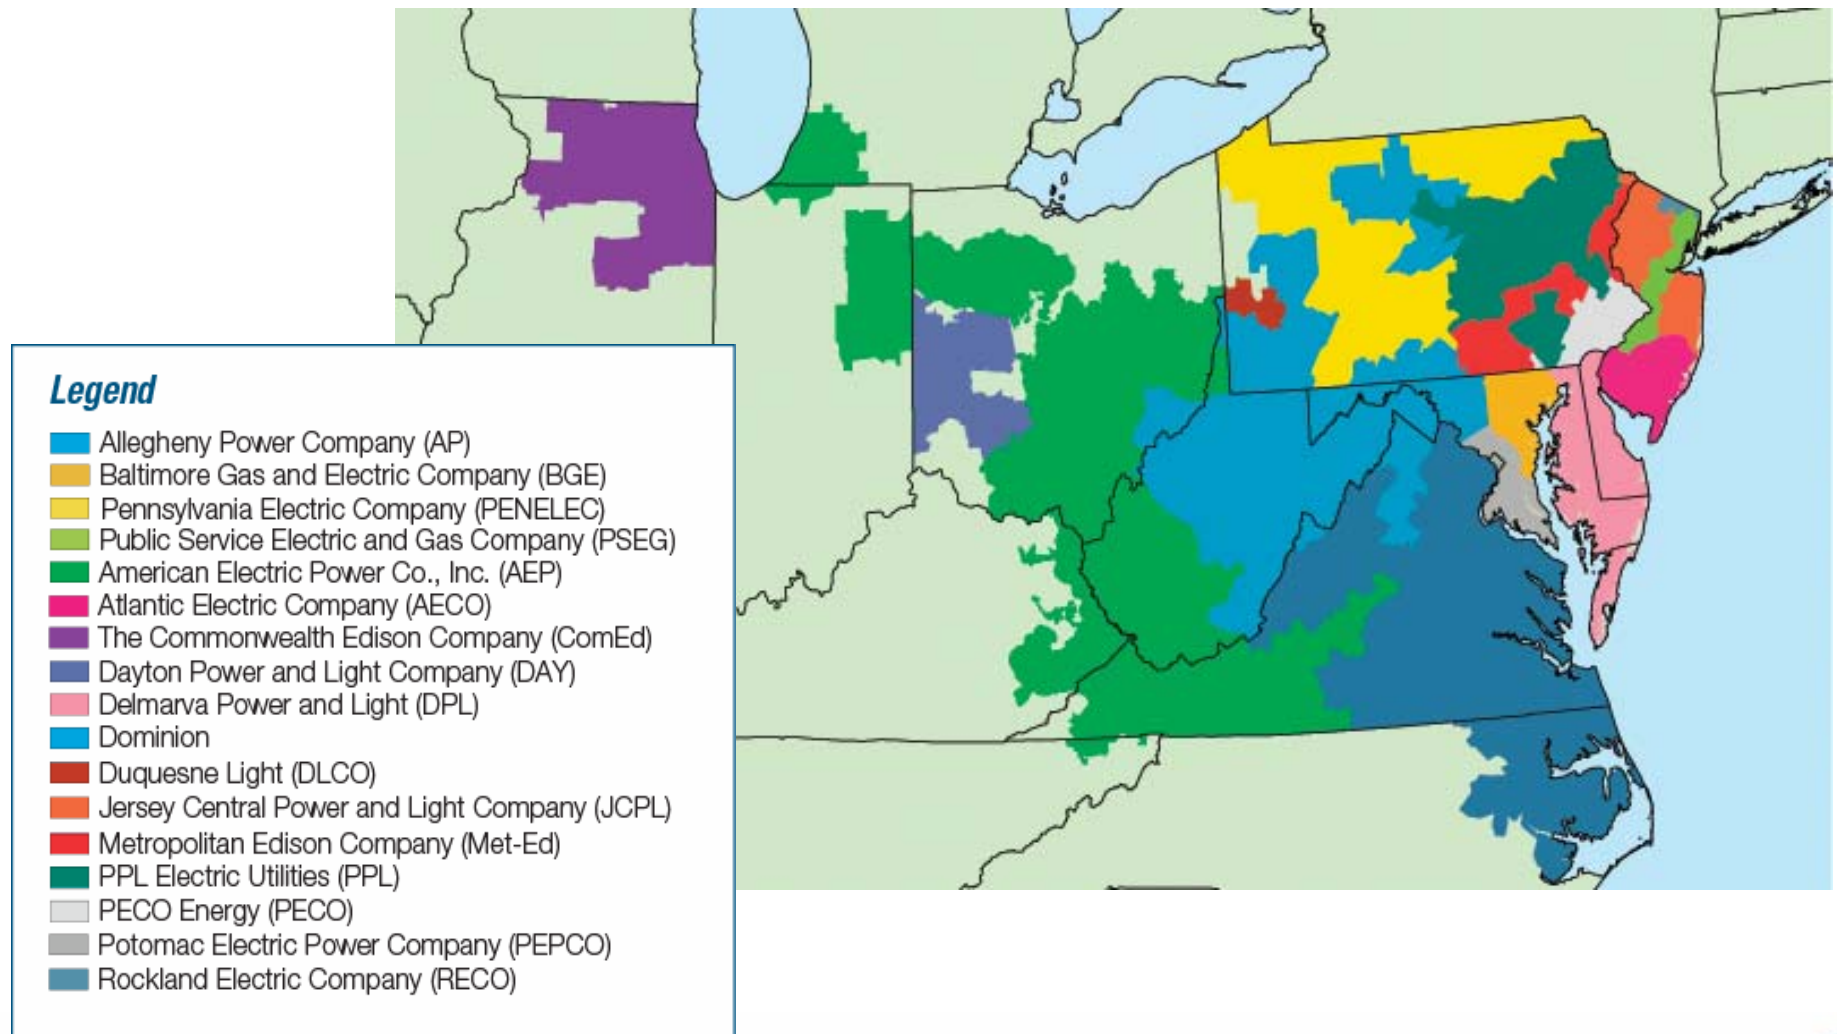 Legend
Allegheny Power Company (AP)
Baltimore Gas and Electric Company (BGE)
Pennsylvania Electric Company (PENELEC)
Public Service Electric and Gas Company (PSEG)
American Electric Power Co., Inc. (AEP)
Atlantic Electric Company (AECO)
The Commonwealth Edison Company (ComEd)
Dayton Power and Light Company (DAY)
Delmarva Power and Light (DPL)
Dominion
Duquesne Light (DLCO)
Jersey Central Power and Light Company (JCPL)
Metropolitan Edison Company (Met-Ed)
PPL Electric Utilities (PPL)
PECO Energy (PECO)
Potomac Electric Power Company (PEPCO)
Rockland Electric Company (RECO)